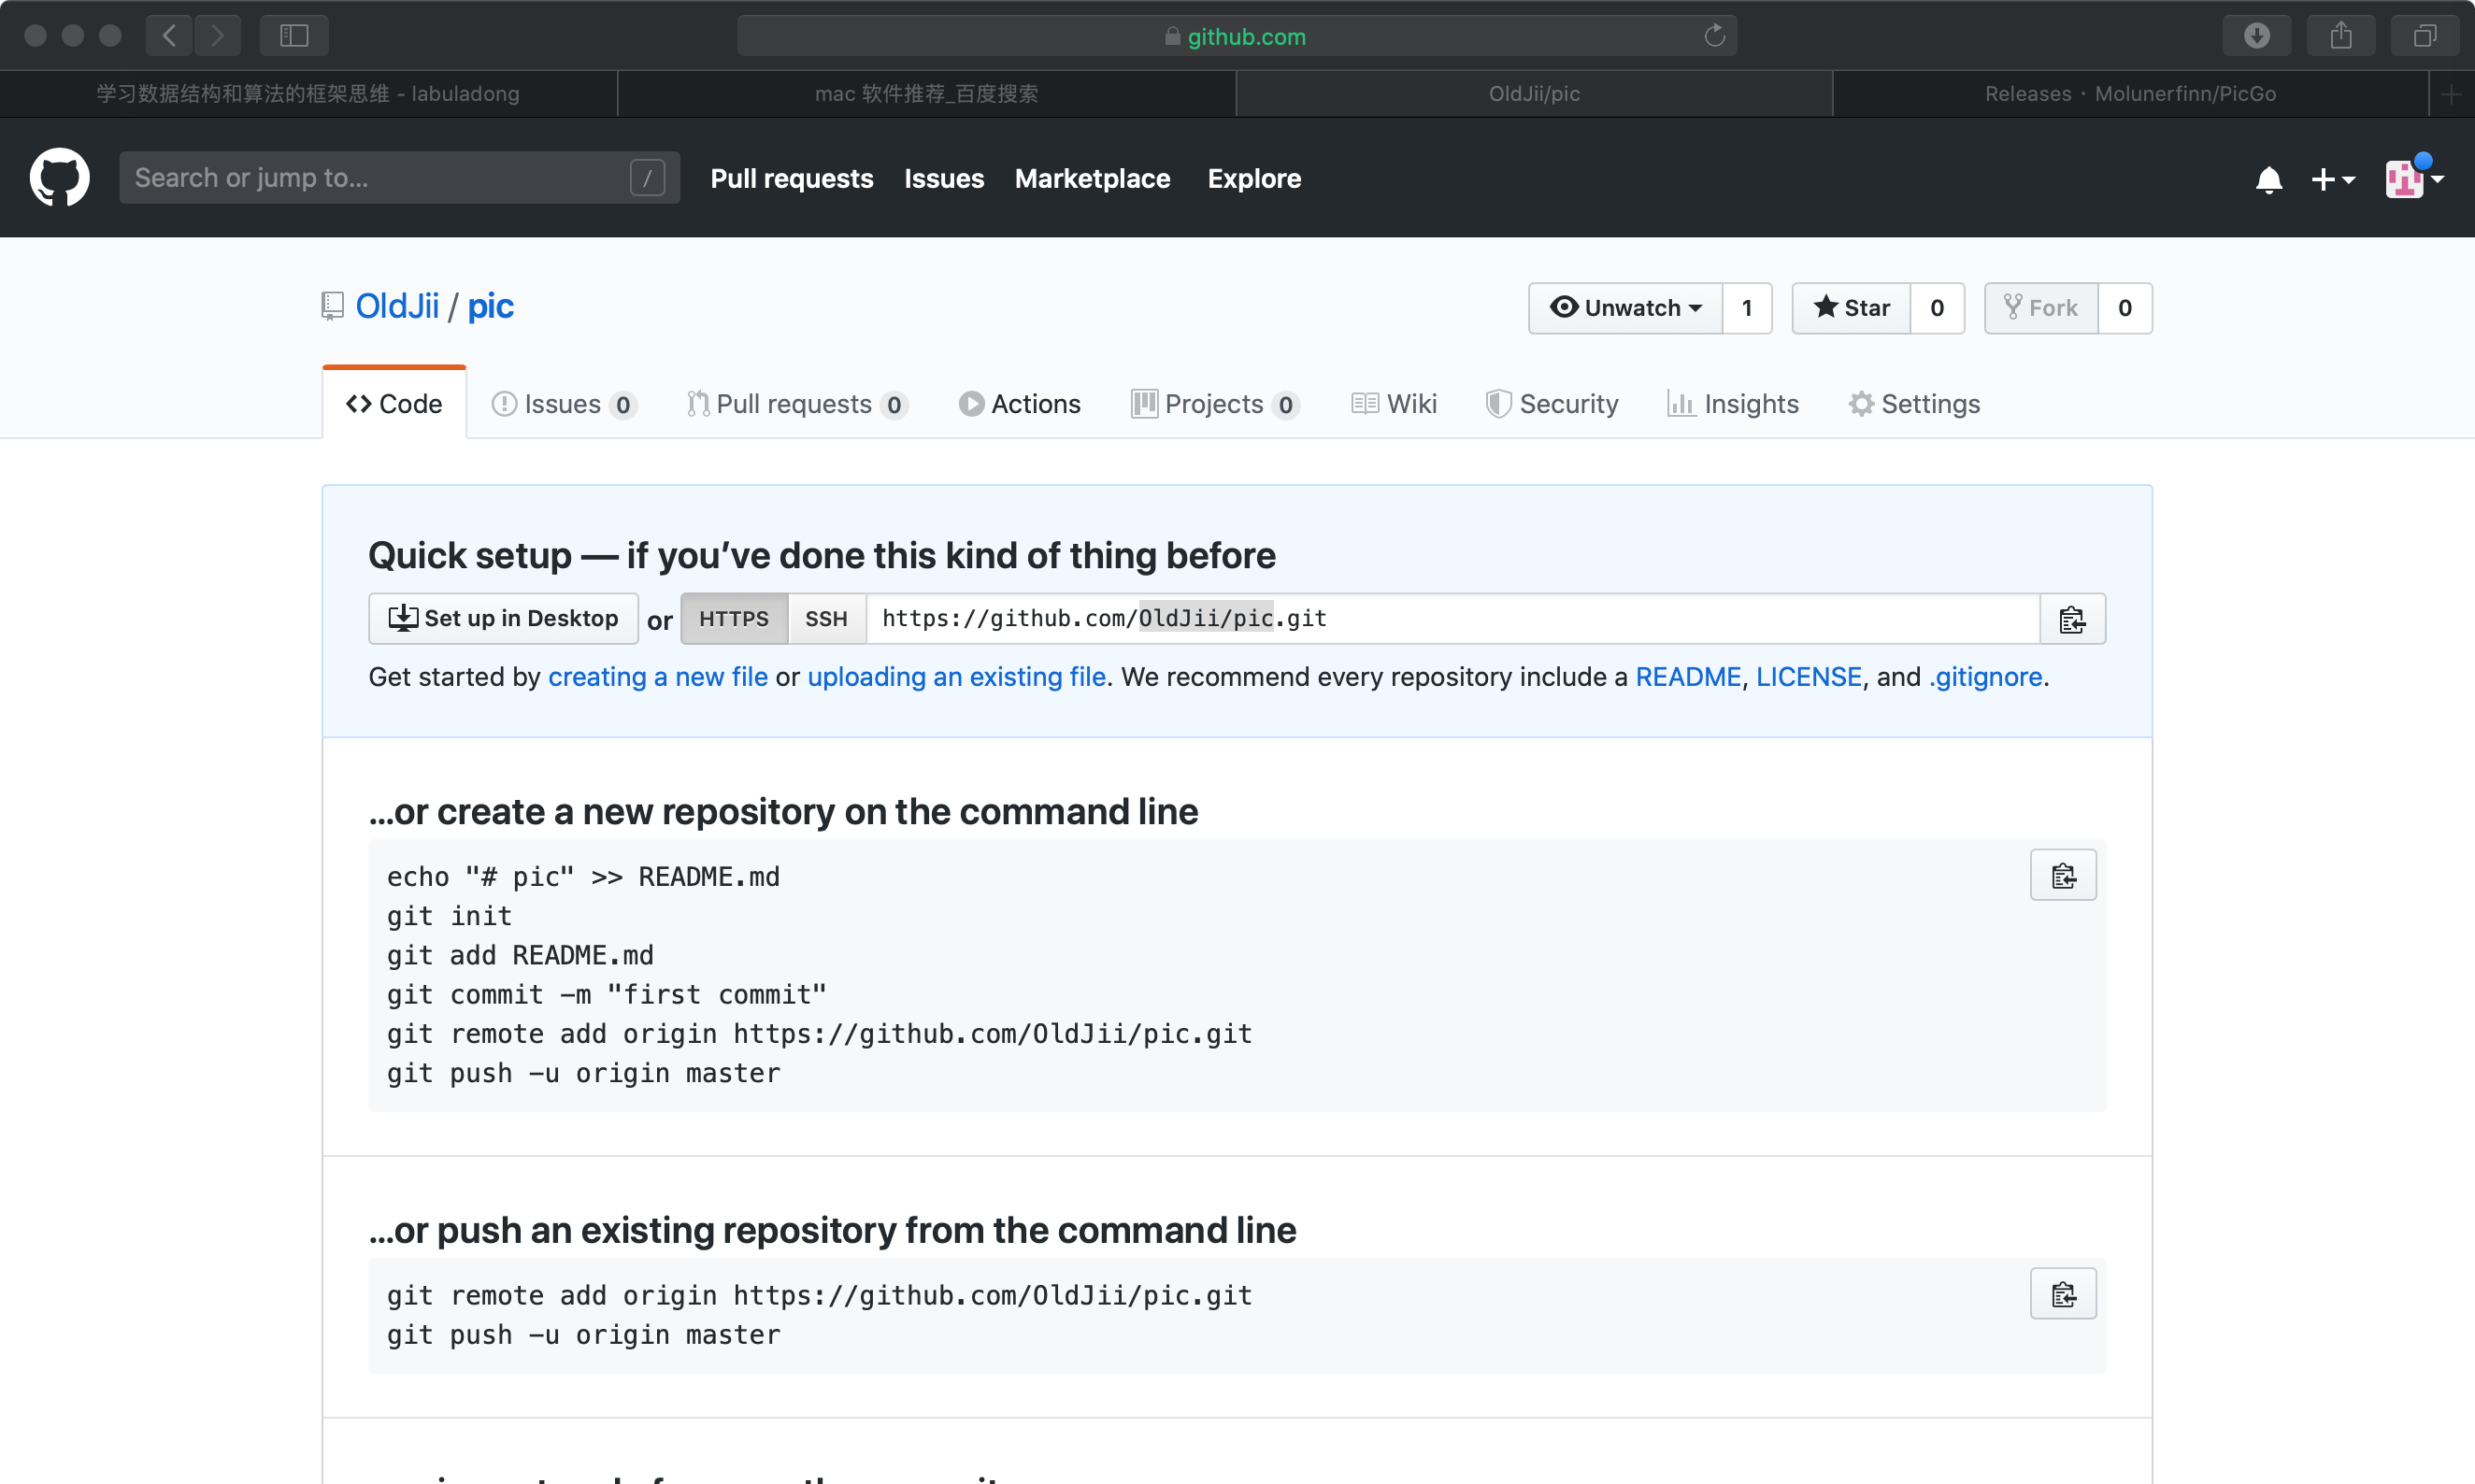 github.com
学习数据结构和算法的框架思维 - labuladong
mac 软件推荐_百度搜索
OldJii/pic
Releases · Molunerfinn/PicGo
Search or jump to...
/
Pull requests
Issues
Marketplace
Explore
OldJii / pic
Unwatch 1
Star 0
Fork 0
Code
Issues 0
Pull requests 0
Actions
Projects 0
Wiki
Security
Insights
Settings
Quick setup — if you’ve done this kind of thing before
Set up in Desktop or HTTPS SSH https://github.com/OldJii/pic.git
Get started by creating a new file or uploading an existing file. We recommend every repository include a README, LICENSE, and .gitignore.
…or create a new repository on the command line
echo "# pic" >> README.md
git init
git add README.md
git commit -m "first commit"
git remote add origin https://github.com/OldJii/pic.git
git push -u origin master
…or push an existing repository from the command line
git remote add origin https://github.com/OldJii/pic.git
git push -u origin master